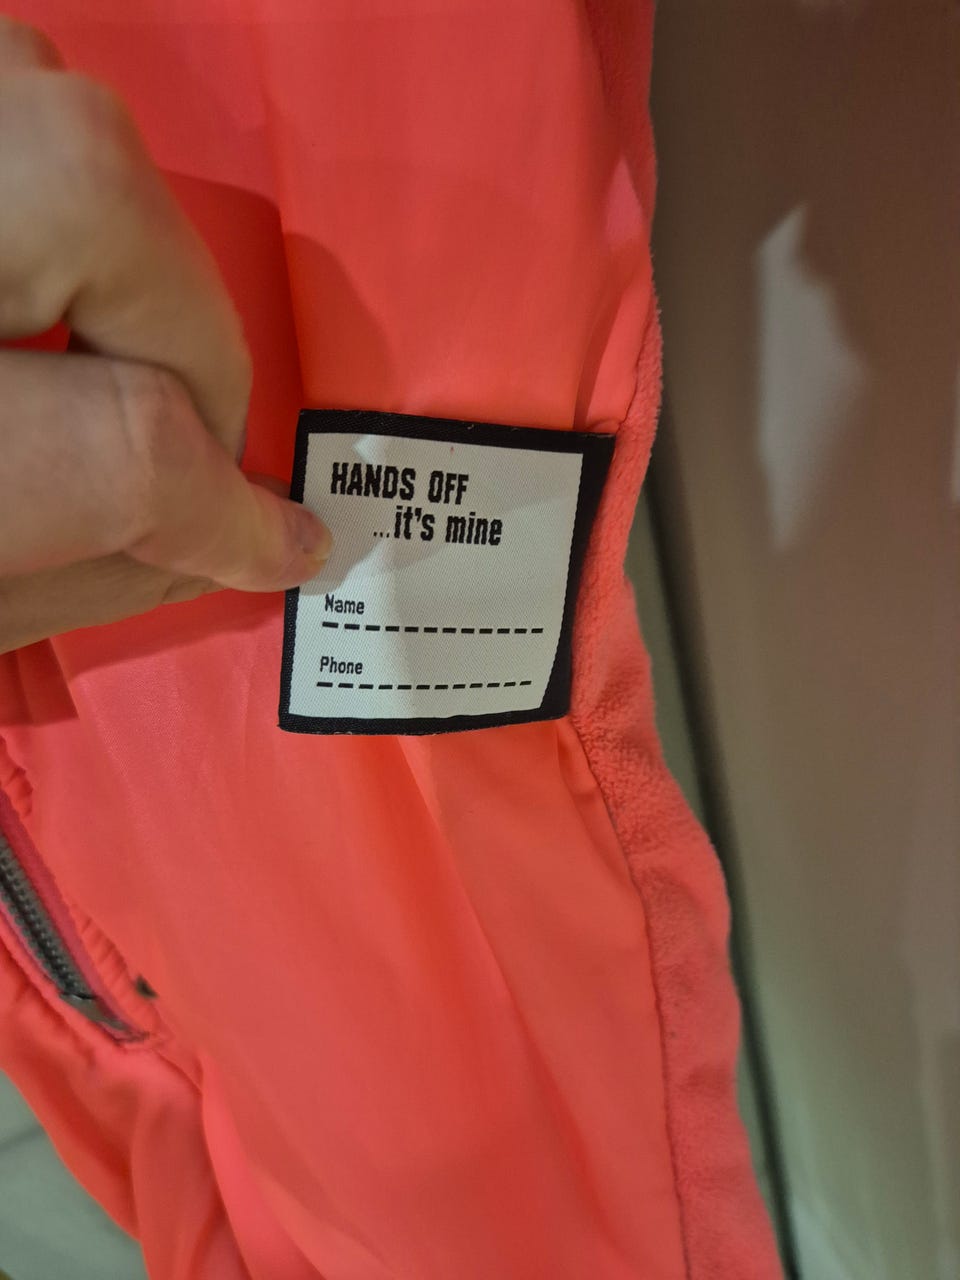 HANDS OFF
...it's mine
Name
Phone